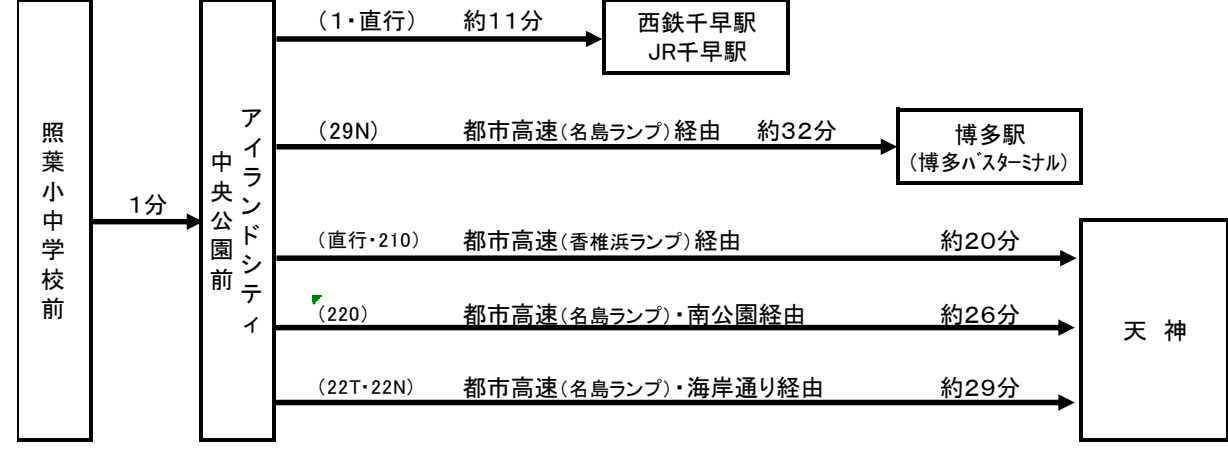 照葉小中学校前
1分
アイランドシティ
中央公園前
(1・直行) 約11分
西鉄千早駅
JR千早駅
(29N) 都市高速(名島ランプ)経由 約32分
博多駅
(博多バスターミナル)
(直行・210) 都市高速(香椎浜ランプ)経由 約20分
(220) 都市高速(名島ランプ)・南公園経由 約26分
(22T・22N) 都市高速(名島ランプ)・海岸通り経由 約29分
天神